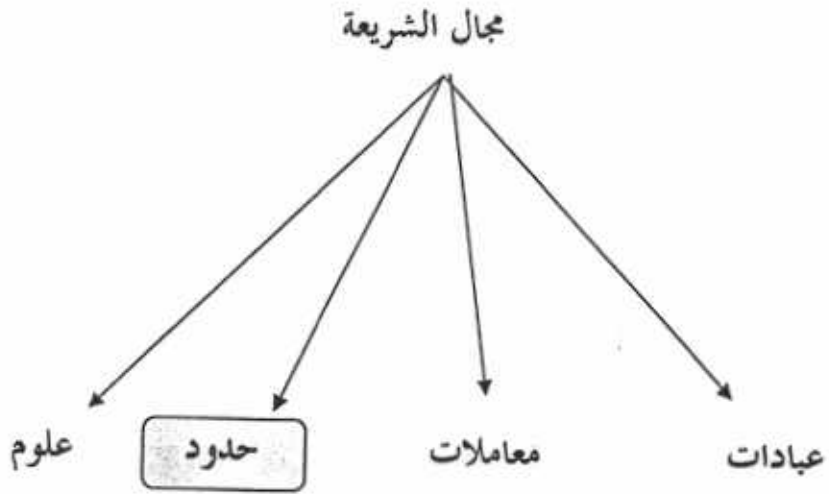 مجال الشريعة
عبادات
معاملات
حدود
علوم